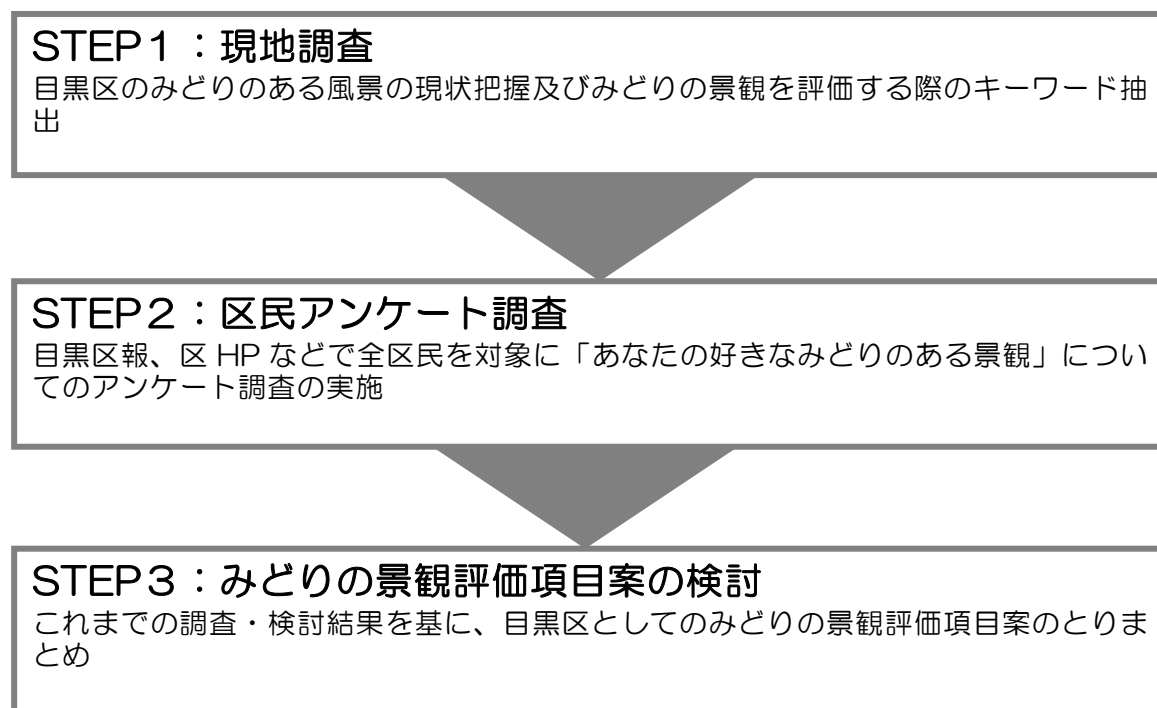 STEP1：現地調査
目黒区のみどりのある風景の現状把握及びみどりの景観を評価する際のキーワード抽
出
STEP2：区民アンケート調査
目黒区報、区 HP などで全区民を対象に「あなたの好きなみどりのある景観」につい
てのアンケート調査の実施
STEP3：みどりの景観評価項目案の検討
これまでの調査・検討結果を基に、目黒区としてのみどりの景観評価項目案のとりま
とめ